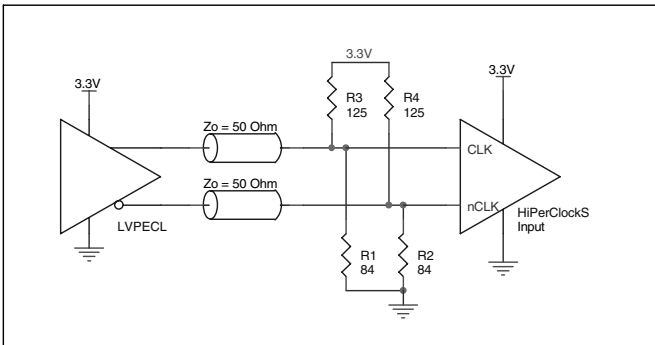 3.3V
3.3V
3.3V
R3
125
R4
125
Zo = 50 Ohm
CLK
Zo = 50 Ohm
nCLK
HiPerClockS
Input
LVPECL
R1
84
R2
84